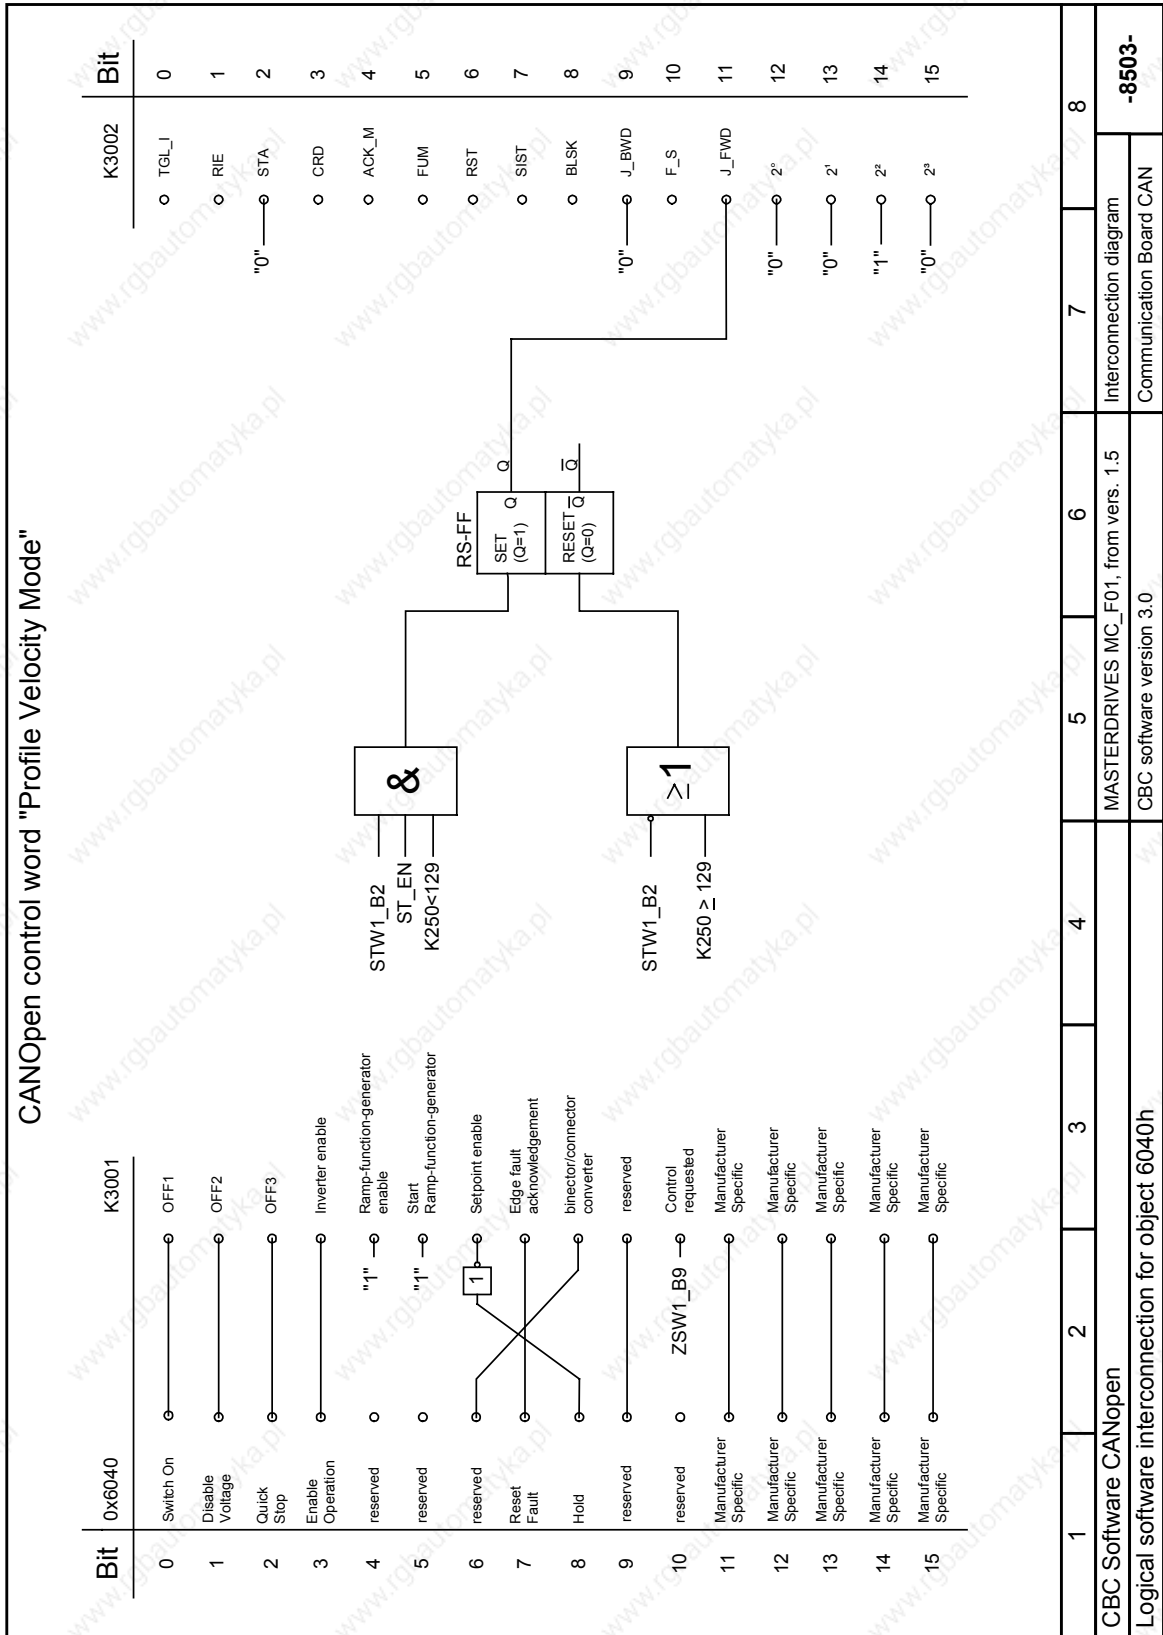 CANOpen control word "Profile Velocity Mode"
Bit 0x6040 K3001 K3002 Bit
0 Switch On OFF1 TGL_I 0
1 Disable Voltage OFF2 RIE 1
2 Quick Stop OFF3 "0" STA 2
3 Enable Operation Inverter enable CRD 3
4 reserved "1" Ramp-function-generator enable ACK_M 4
5 reserved "1" Start Ramp-function-generator FUM 5
6 reserved 1 Setpoint enable RST 6
7 Reset Fault Edge fault acknowledgement SIST 7
8 Hold binector/connector converter BLSK 8
9 reserved reserved "0" J_BWD 9
10 reserved ZSW1_B9 Control requested F_S 10
11 Manufacturer Specific Manufacturer Specific J_FWD 11
12 Manufacturer Specific Manufacturer Specific "0" 2° 12
13 Manufacturer Specific Manufacturer Specific "0" 2¹ 13
14 Manufacturer Specific Manufacturer Specific "1" 2² 14
15 Manufacturer Specific Manufacturer Specific "0" 2³ 15
STW1_B2
ST_EN
K250<129
&
STW1_B2
K250 ≥ 129
≥1
RS-FF
SET Q
(Q=1)
RESET Q̅
(Q=0)
Q
Q̅
1 2 3 4 5 6 7 8
CBC Software CANopen MASTERDRIVES MC_F01, from vers. 1.5 Interconnection diagram
-8503-
Logical software interconnection for object 6040h CBC software version 3.0 Communication Board CAN
www.rgbautomatyka.pl